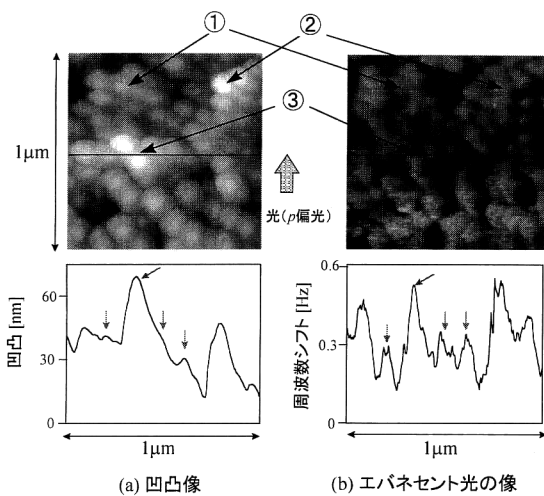 ① ② ③
1μm
光(p偏光)
60
30
0
凹凸 [nm]
1μm
(a) 凹凸像
0.6
0.3
0
周波数シフト [Hz]
1μm
(b) エバネセント光の像